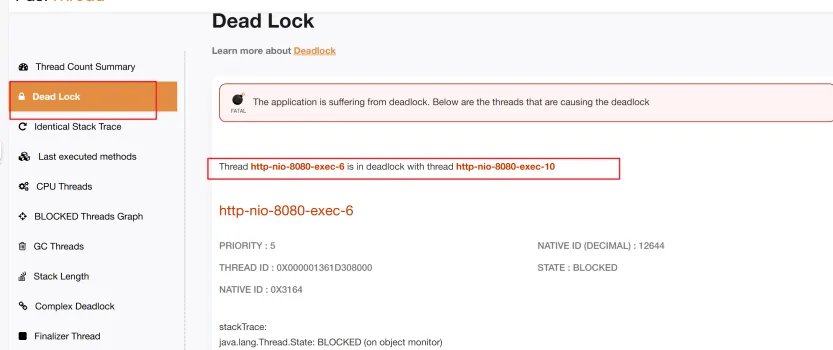 Dead Lock
Learn more about Deadlock
Thread Count Summary
Dead Lock
Identical Stack Trace
Last executed methods
CPU Threads
BLOCKED Threads Graph
GC Threads
Stack Length
Complex Deadlock
Finalizer Thread
FATAL
The application is suffering from deadlock. Below are the threads that are causing the deadlock
Thread http-nio-8080-exec-6 is in deadlock with thread http-nio-8080-exec-10
http-nio-8080-exec-6
PRIORITY : 5
NATIVE ID (DECIMAL) : 12644
THREAD ID : 0X000001361D308000
STATE : BLOCKED
NATIVE ID : 0X3164
stackTrace:
java.lang.Thread.State: BLOCKED (on object monitor)